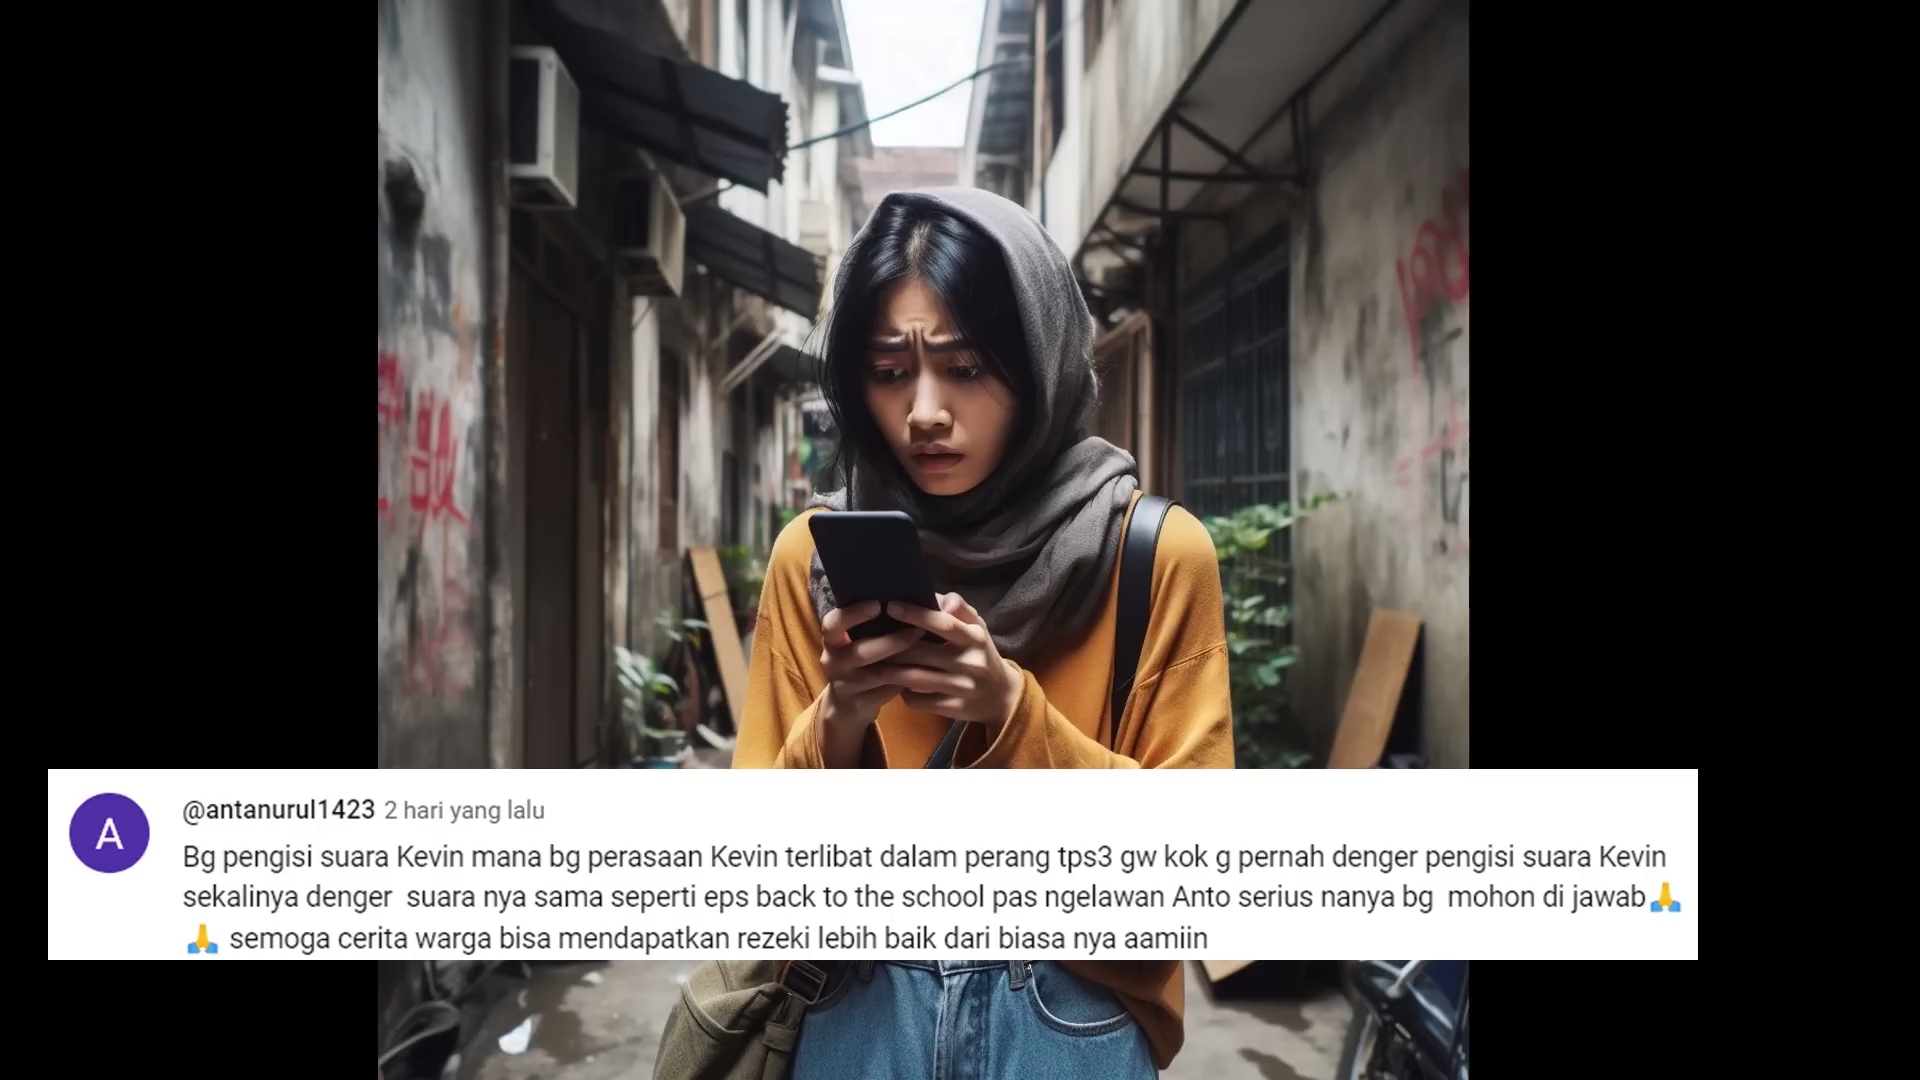 A
@antanurul1423 2 hari yang lalu
Bg pengisi suara Kevin mana bg perasaan Kevin terlibat dalam perang tps3 gw kok g pernah denger pengisi suara Kevin
sekalinya denger  suara nya sama seperti eps back to the school pas ngelawan Anto serius nanya bg  mohon di jawab🙏
🙏 semoga cerita warga bisa mendapatkan rezeki lebih baik dari biasa nya aamiin